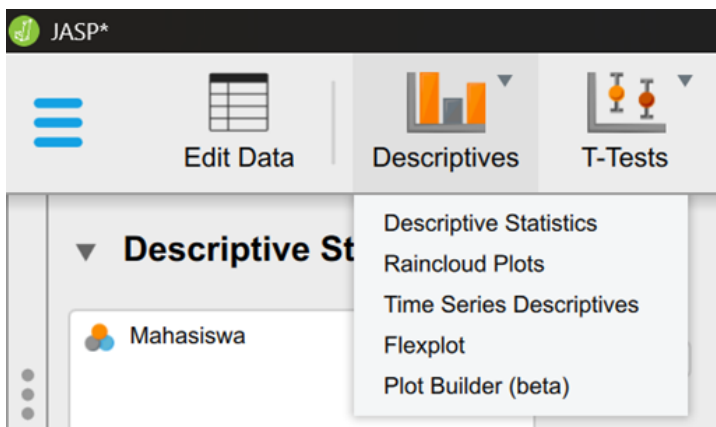 JASP*
Edit Data
Descriptives
T-Tests
Descriptive St
Mahasiswa
Descriptive Statistics
Raincloud Plots
Time Series Descriptives
Flexplot
Plot Builder (beta)